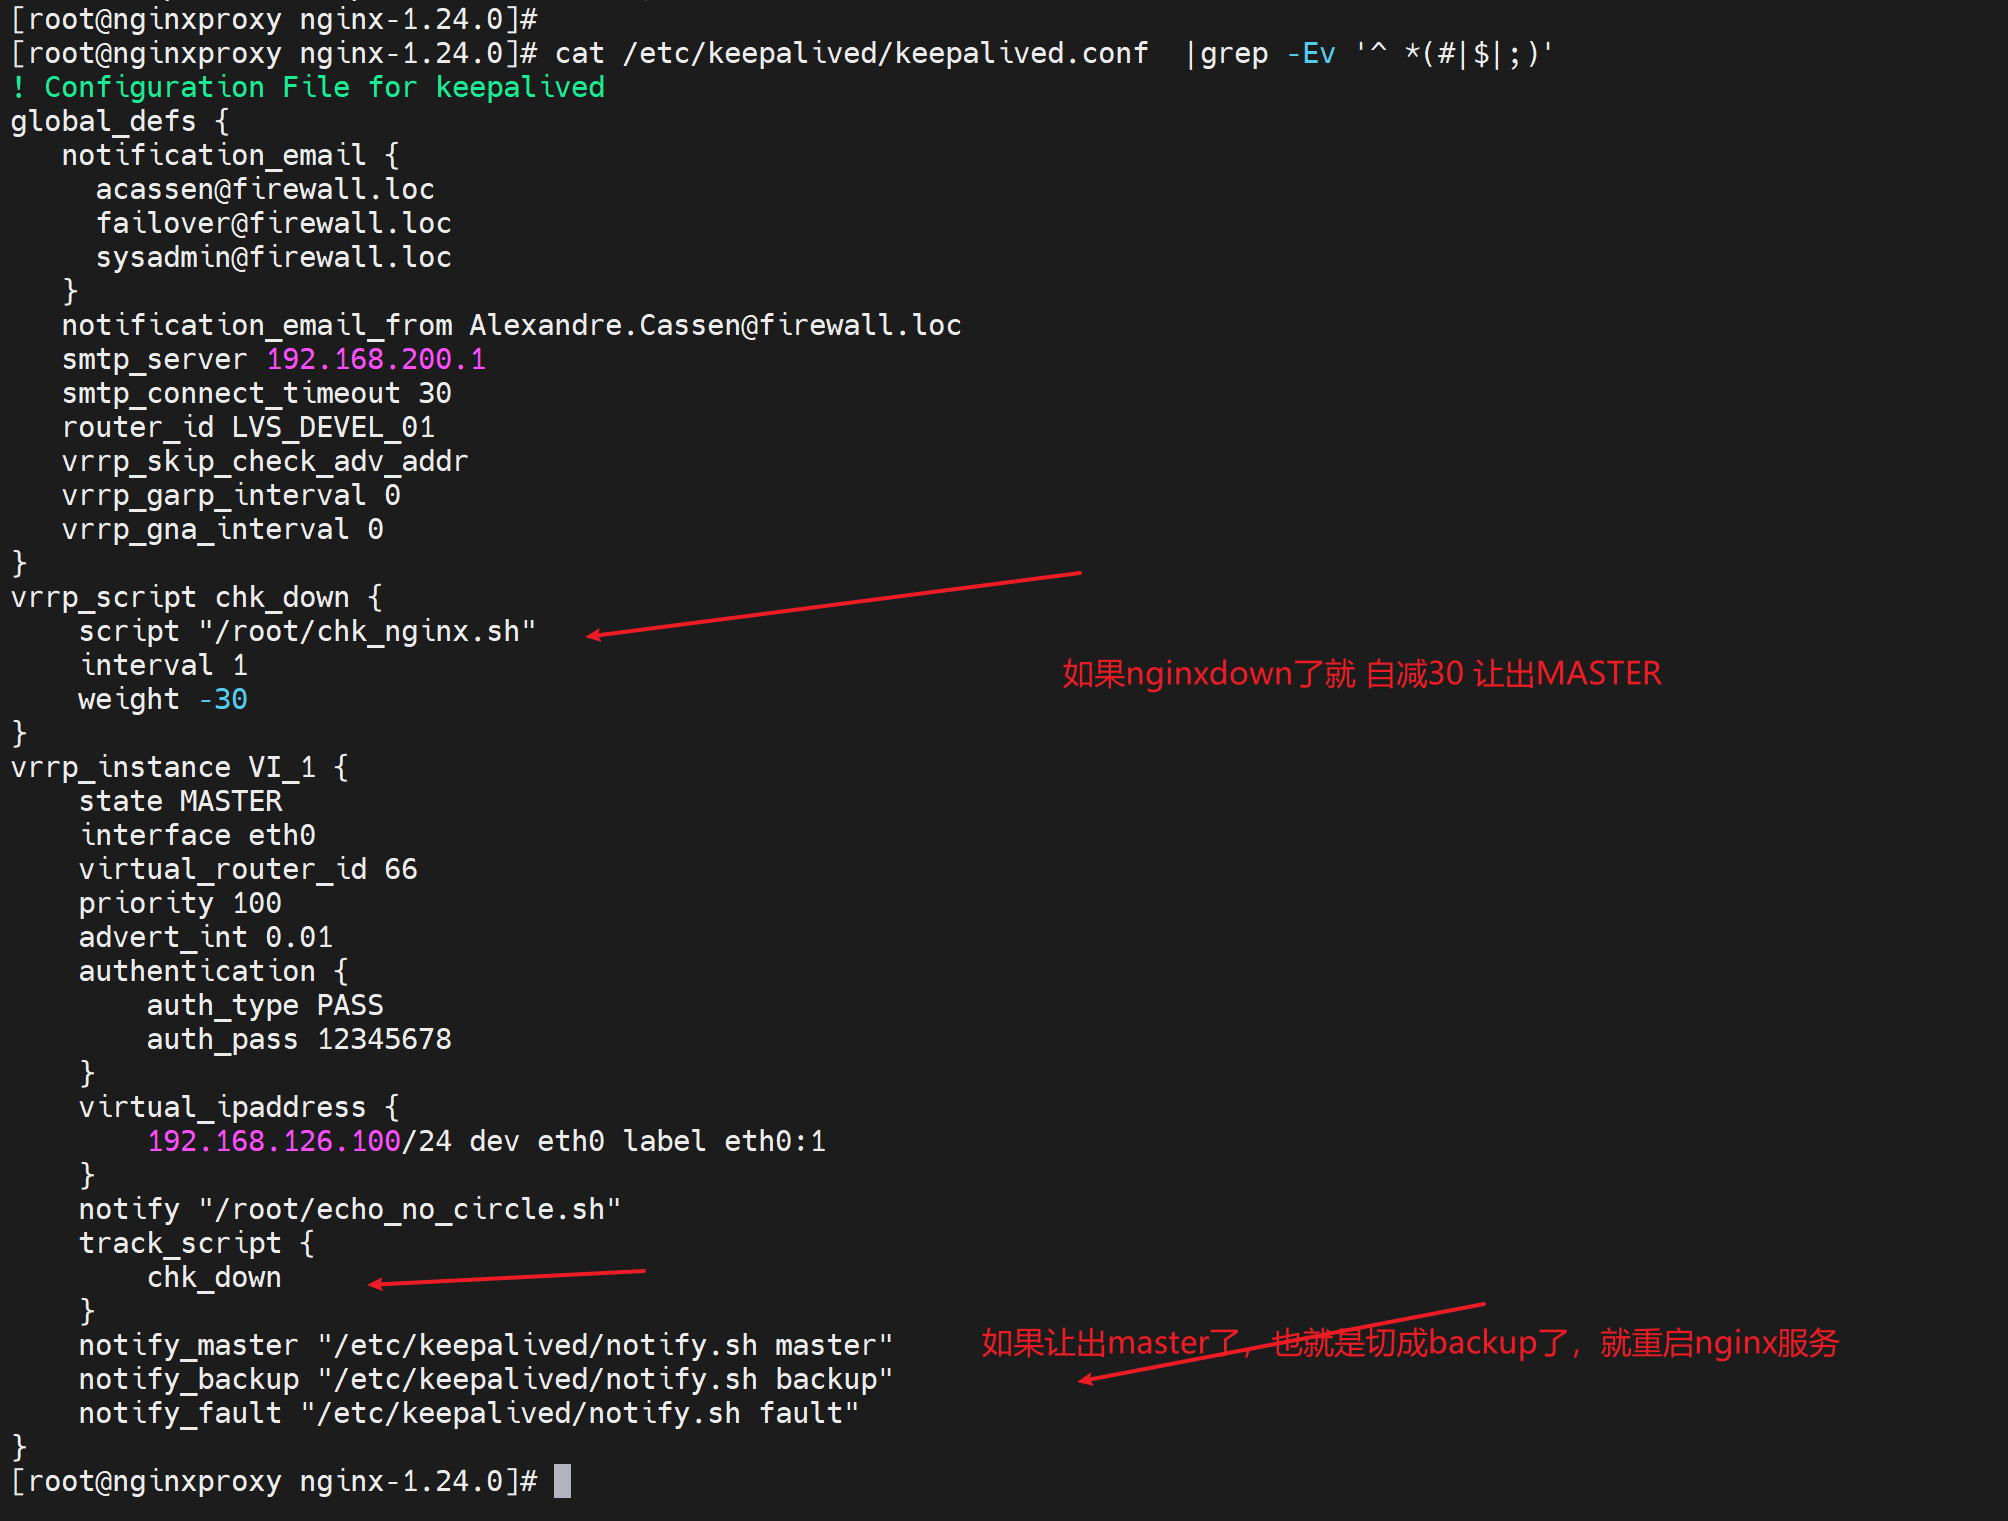 [root@nginxproxy nginx-1.24.0]#
[root@nginxproxy nginx-1.24.0]# cat /etc/keepalived/keepalived.conf  |grep -Ev '^ *(#|$|;)'
! Configuration File for keepalived
global_defs {
   notification_email {
     acassen@firewall.loc
     failover@firewall.loc
     sysadmin@firewall.loc
   }
   notification_email_from Alexandre.Cassen@firewall.loc
   smtp_server 192.168.200.1
   smtp_connect_timeout 30
   router_id LVS_DEVEL_01
   vrrp_skip_check_adv_addr
   vrrp_garp_interval 0
   vrrp_gna_interval 0
}
vrrp_script chk_down {
    script "/root/chk_nginx.sh"
    interval 1
如果nginxdown了就 自减30 让出MASTER
    weight -30
}
vrrp_instance VI_1 {
    state MASTER
    interface eth0
    virtual_router_id 66
    priority 100
    advert_int 0.01
    authentication {
        auth_type PASS
        auth_pass 12345678
    }
    virtual_ipaddress {
        192.168.126.100/24 dev eth0 label eth0:1
    }
    notify "/root/echo_no_circle.sh"
    track_script {
        chk_down
    }
    notify_master "/etc/keepalived/notify.sh master"
如果让出master了，也就是切成backup了，就重启nginx服务
    notify_backup "/etc/keepalived/notify.sh backup"
    notify_fault "/etc/keepalived/notify.sh fault"
}
[root@nginxproxy nginx-1.24.0]#